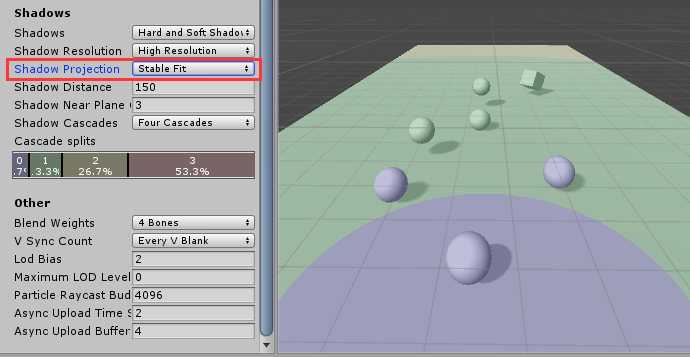 Shadows
Shadows Hard and Soft Shadow
Shadow Resolution High Resolution
Shadow Projection Stable Fit
Shadow Distance 150
Shadow Near Plane 3
Shadow Cascades Four Cascades
Cascade splits
0 1 2 3
.7% .3.3% 26.7% 53.3%
Other
Blend Weights 4 Bones
V Sync Count Every V Blank
Lod Bias 2
Maximum LOD Level 0
Particle Raycast Bud 4096
Async Upload Time S 2
Async Upload Buffer 4